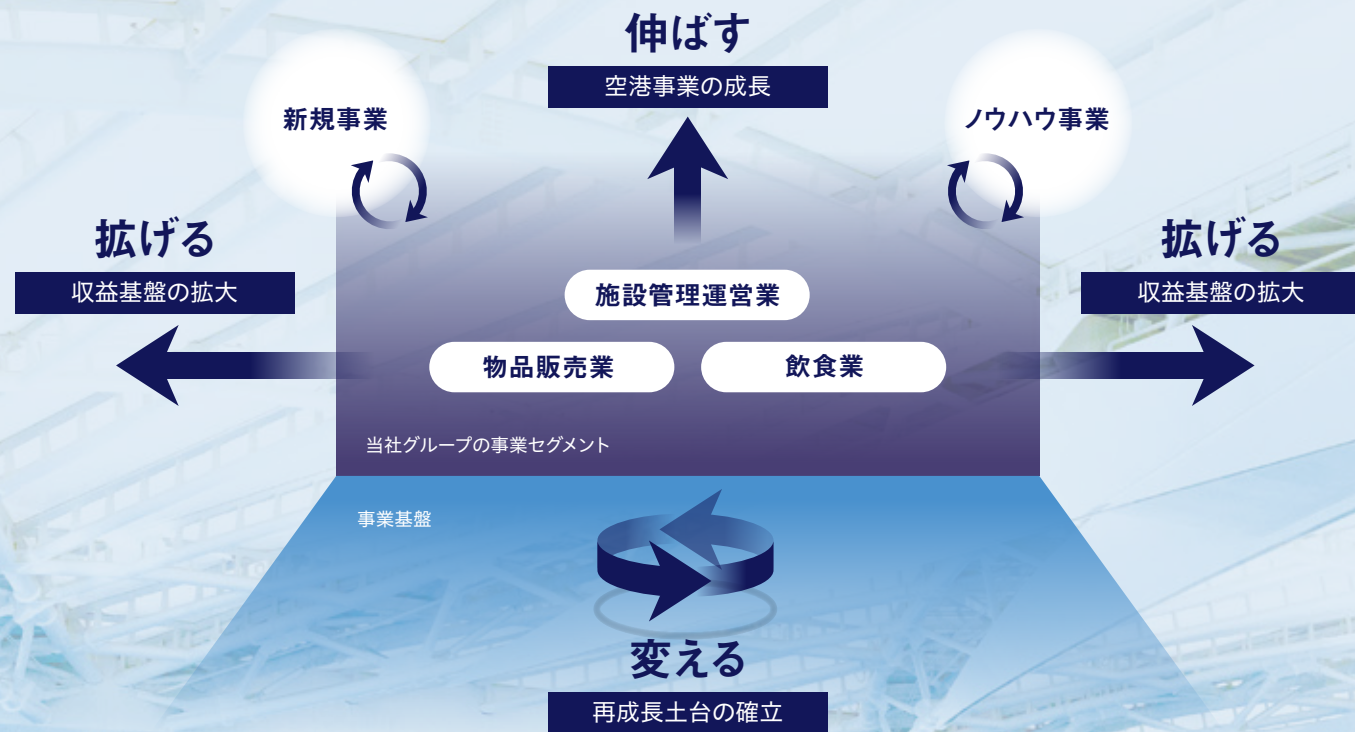 伸ばす
空港事業の成長
新規事業
ノウハウ事業
拡げる
収益基盤の拡大
拡げる
収益基盤の拡大
施設管理運営業
物品販売業
飲食業
当社グループの事業セグメント
事業基盤
変える
再成長土台の確立